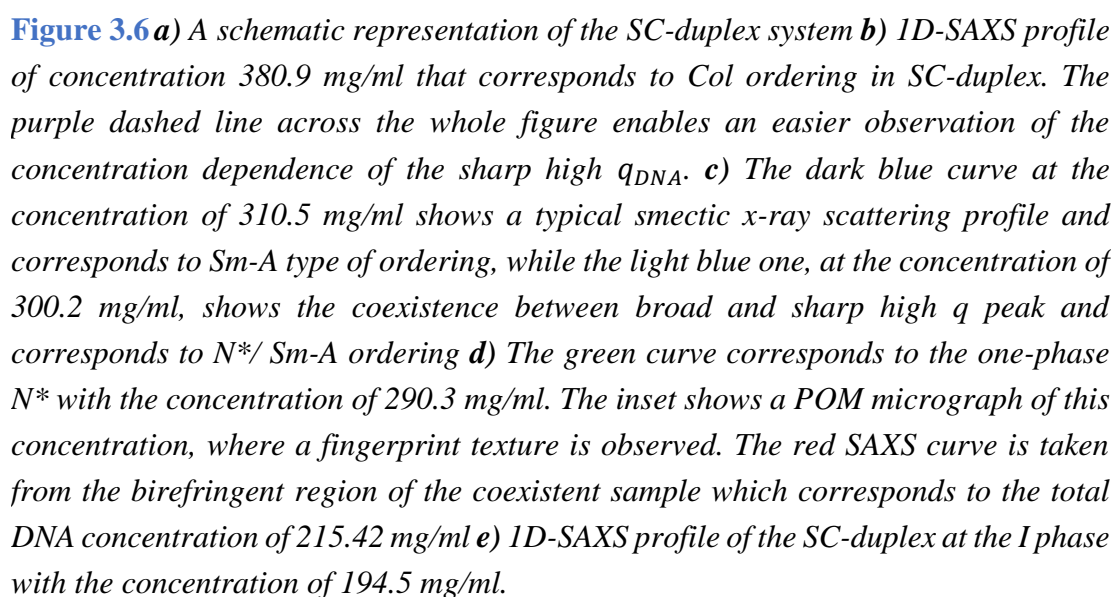 Figure 3.6 a) A schematic representation of the SC-duplex system b) 1D-SAXS profile
of concentration 380.9 mg/ml that corresponds to Col ordering in SC-duplex. The
purple dashed line across the whole figure enables an easier observation of the
concentration dependence of the sharp high q_DNA. c) The dark blue curve at the
concentration of 310.5 mg/ml shows a typical smectic x-ray scattering profile and
corresponds to Sm-A type of ordering, while the light blue one, at the concentration of
300.2 mg/ml, shows the coexistence between broad and sharp high q peak and
corresponds to N*/ Sm-A ordering d) The green curve corresponds to the one-phase
N* with the concentration of 290.3 mg/ml. The inset shows a POM micrograph of this
concentration, where a fingerprint texture is observed. The red SAXS curve is taken
from the birefringent region of the coexistent sample which corresponds to the total
DNA concentration of 215.42 mg/ml e) 1D-SAXS profile of the SC-duplex at the I phase
with the concentration of 194.5 mg/ml.